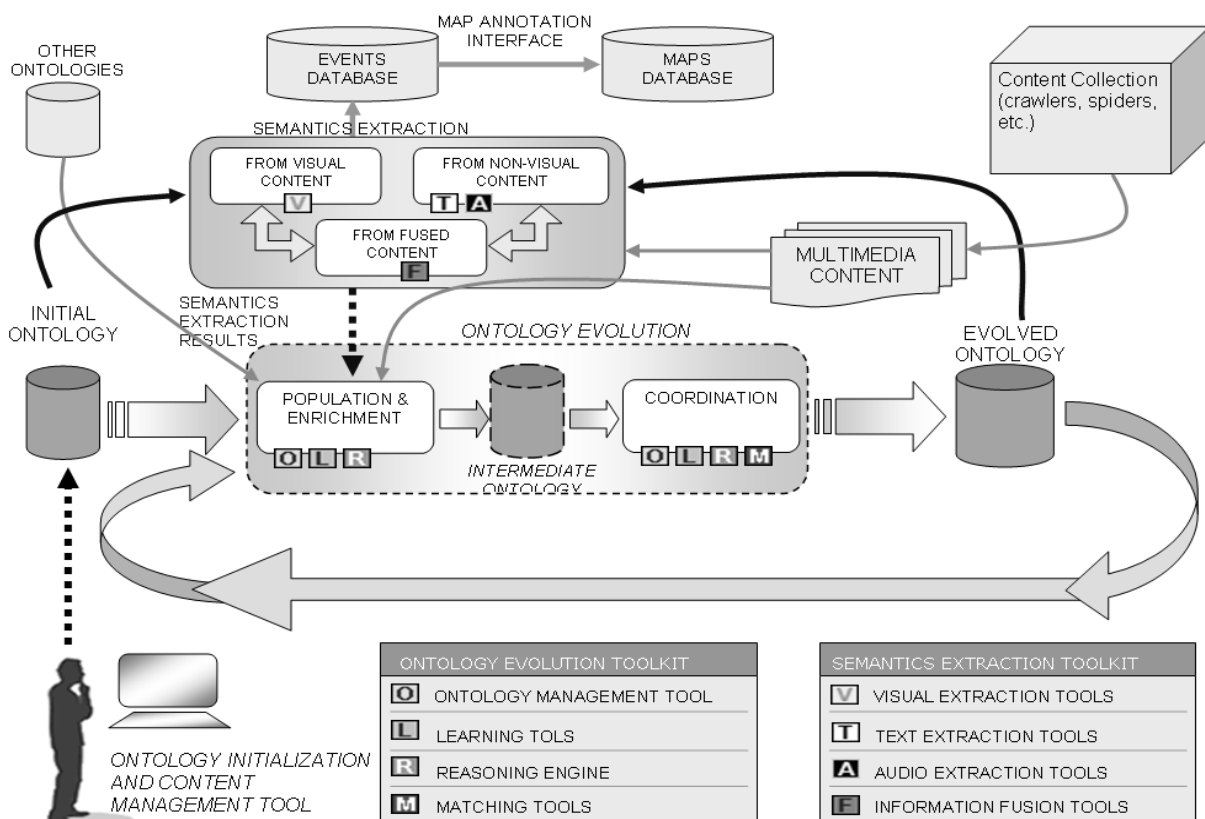 MAP ANNOTATION
INTERFACE
OTHER
ONTOLOGIES
EVENTS
DATABASE
MAPS
DATABASE
Content Collection
(crawlers, spiders,
etc.)
SEMANTICS EXTRACTION
FROM VISUAL
CONTENT
V
FROM NON-VISUAL
CONTENT
T A
FROM FUSED
CONTENT
F
MULTIMEDIA
CONTENT
INITIAL
ONTOLOGY
SEMANTICS
EXTRACTION
RESULTS
ONTOLOGY EVOLUTION
EVOLVED
ONTOLOGY
POPULATION &
ENRICHMENT
O L R
INTERMEDIATE
ONTOLOGY
COORDINATION
O L R M
ONTOLOGY INITIALIZATION
AND CONTENT
MANAGEMENT TOOL
ONTOLOGY EVOLUTION TOOLKIT
O ONTOLOGY MANAGEMENT TOOL
L LEARNING TOLS
R REASONING ENGINE
M MATCHING TOOLS
SEMANTICS EXTRACTION TOOLKIT
V VISUAL EXTRACTION TOOLS
T TEXT EXTRACTION TOOLS
A AUDIO EXTRACTION TOOLS
F INFORMATION FUSION TOOLS